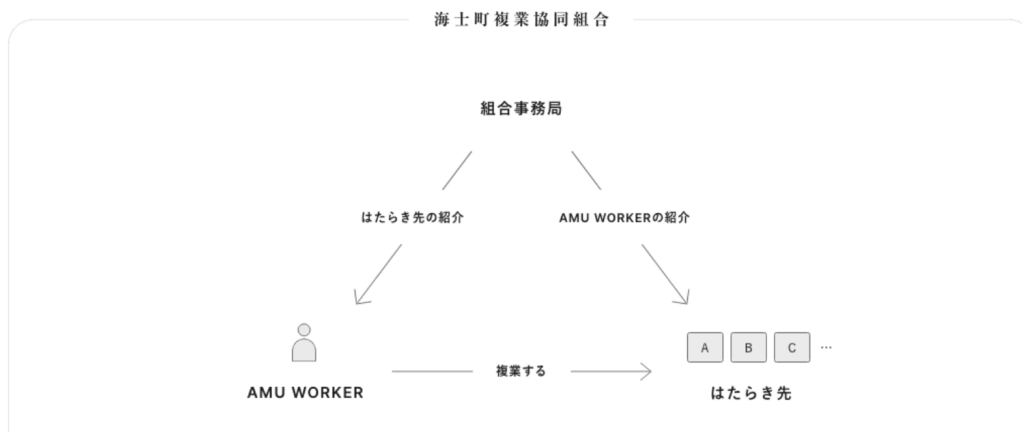 海士町複業協同組合
組合事務局
はたらき先の紹介
AMU WORKERの紹介
A B C …
複業する
AMU WORKER
はたらき先